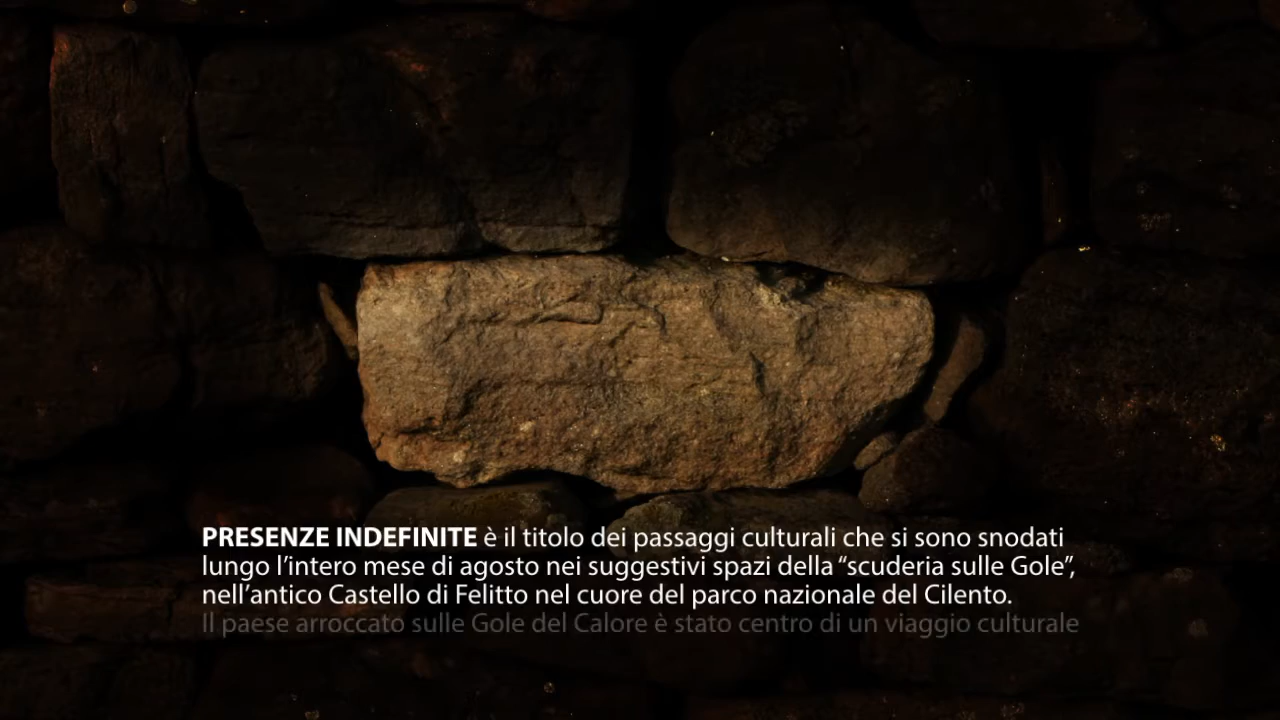 PRESENZE INDEFINITE è il titolo dei passaggi culturali che si sono snodati
lungo l’intero mese di agosto nei suggestivi spazi della “scuderia sulle Gole”,
nell’antico Castello di Felitto nel cuore del parco nazionale del Cilento.
Il paese arroccato sulle Gole del Calore è stato centro di un viaggio culturale